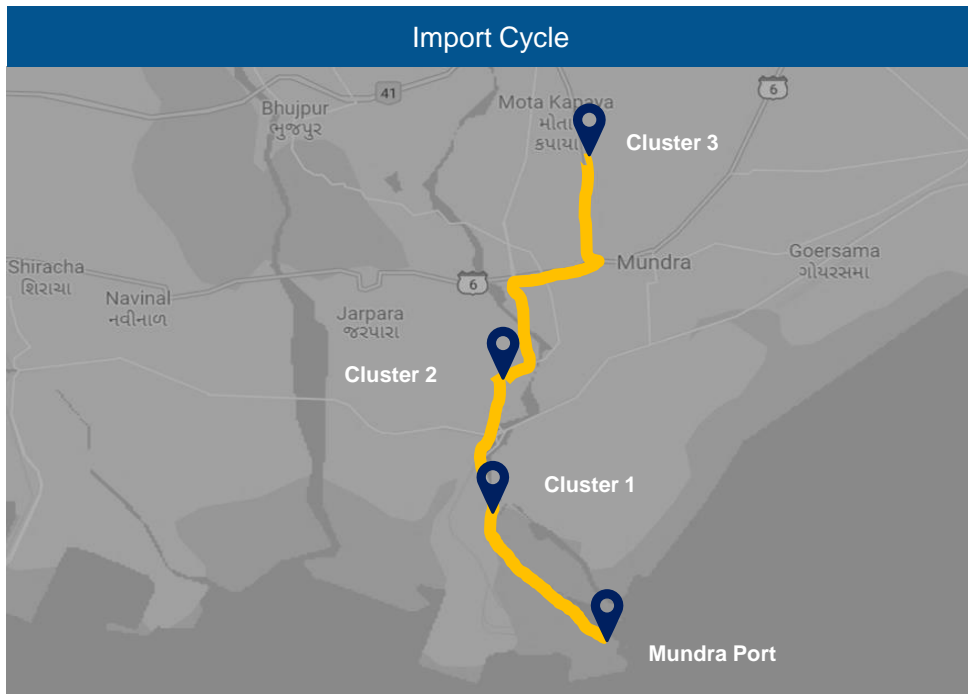 Import Cycle
41
6
Bhujpur
ભુજપુર
Mota Kapaya
મોતા
કપાયા
Cluster 3
Shiracha
શિરાચા
Navinal
નવીનાળ
6
Mundra
Goersama
ગોયરસમા
Jarpara
જરપારા
Cluster 2
Cluster 1
Mundra Port